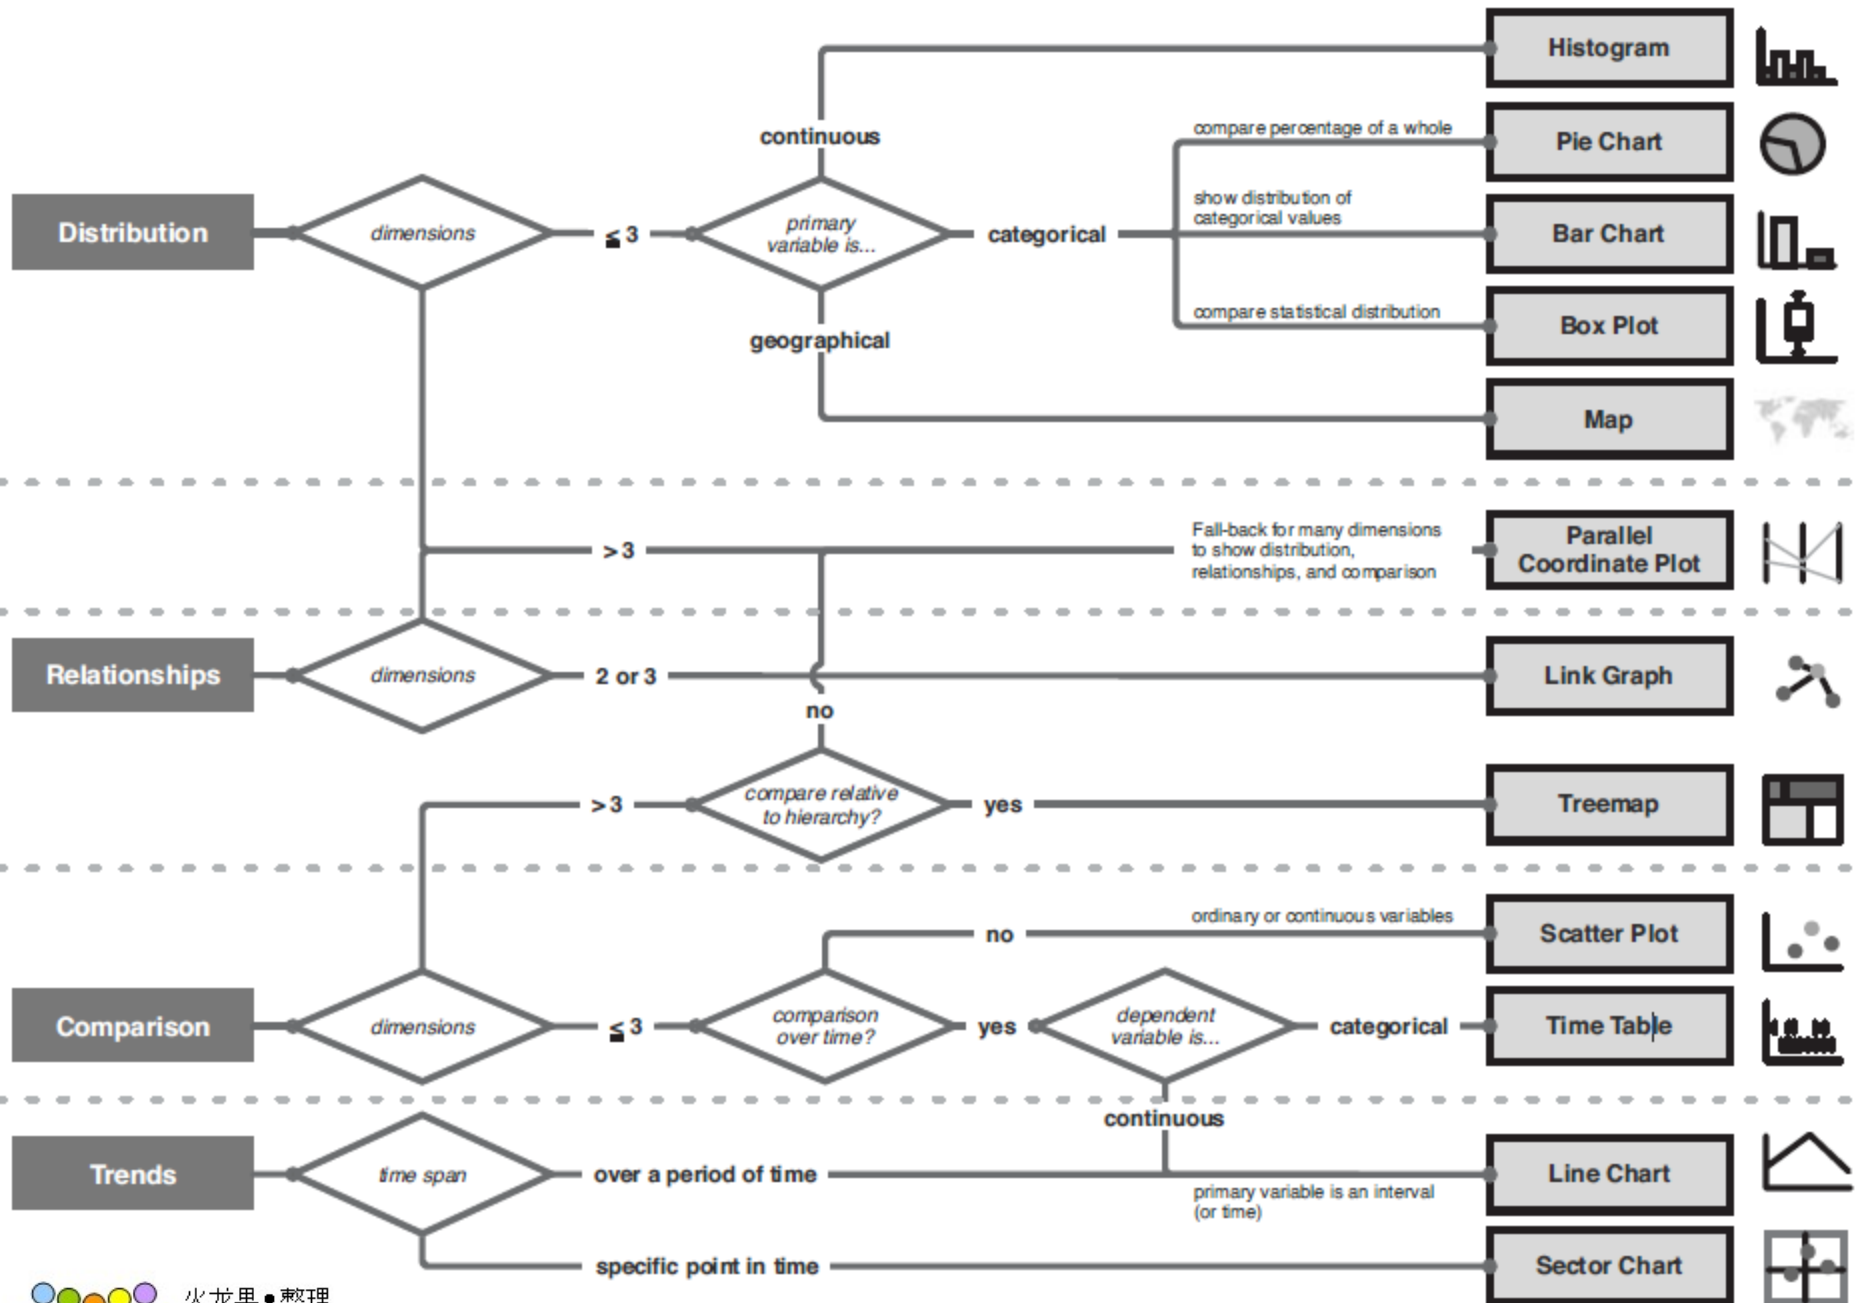 Histogram
continuous
compare percentage of a whole
Pie Chart
Distribution
dimensions
≤ 3
primary
variable is...
categorical
show distribution of
categorical values
Bar Chart
compare statistical distribution
Box Plot
geographical
Map
> 3
Fall-back for many dimensions
to show distribution,
relationships, and comparison
Parallel
Coordinate Plot
Relationships
dimensions
2 or 3
Link Graph
no
> 3
compare relative
to hierarchy?
yes
Treemap
no
ordinary or continuous variables
Scatter Plot
Comparison
dimensions
≤ 3
comparison
over time?
yes
dependent
variable is...
categorical
Time Table
continuous
Trends
time span
over a period of time
primary variable is an interval
(or time)
Line Chart
specific point in time
Sector Chart
火龙果●整理